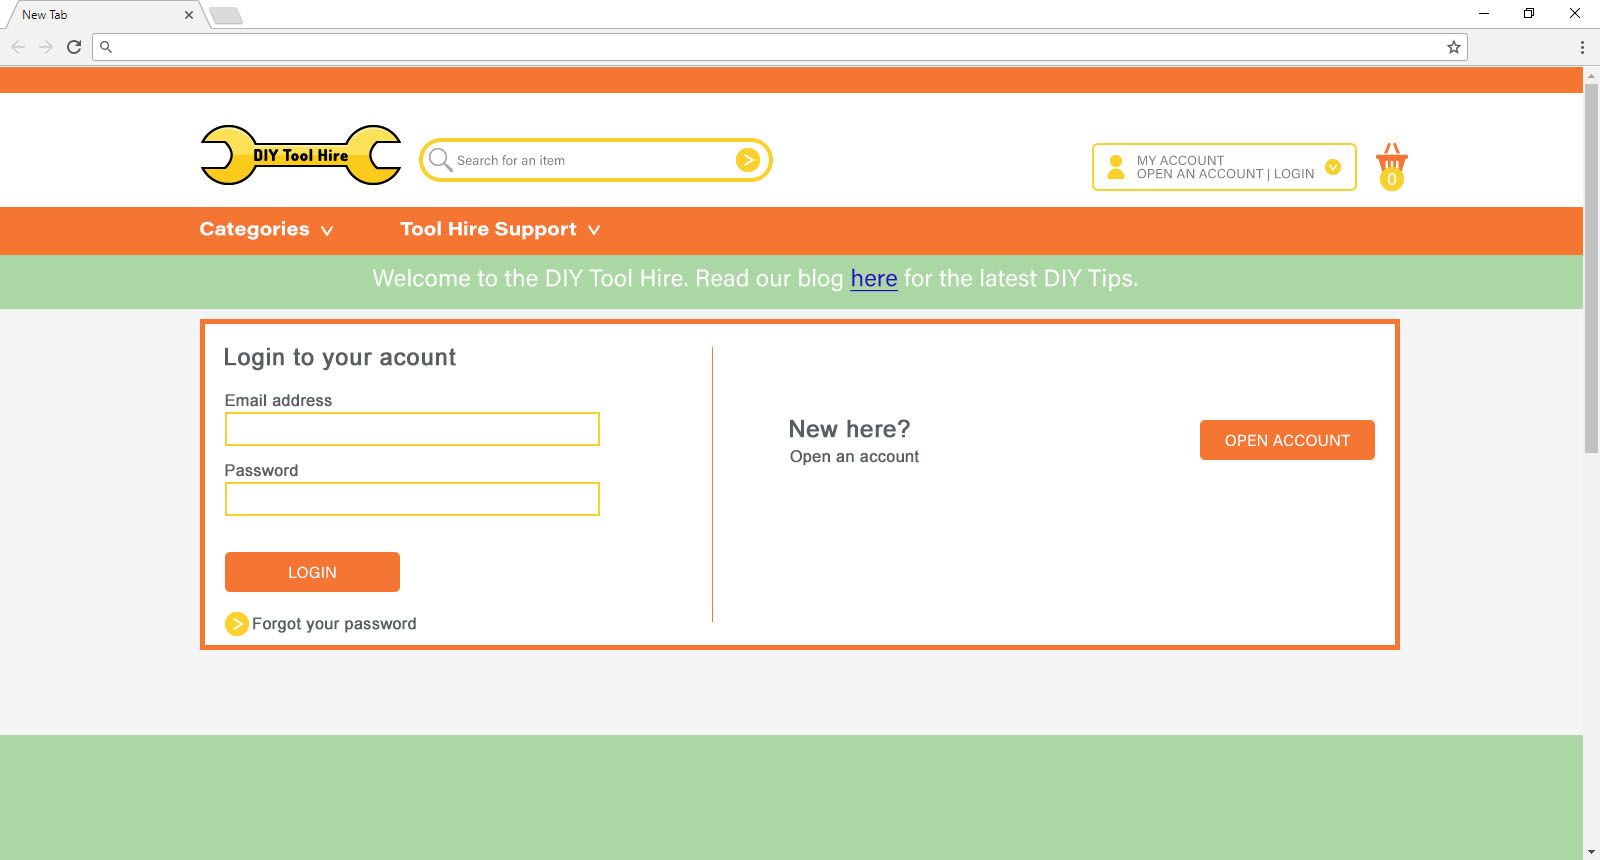 New Tab
DIY Tool Hire
Search for an item
MY ACCOUNT
OPEN AN ACCOUNT | LOGIN
0
Categories
Tool Hire Support
Welcome to the DIY Tool Hire. Read our blog here for the latest DIY Tips.
Login to your acount
Email address
Password
LOGIN
Forgot your password
New here?
Open an account
OPEN ACCOUNT